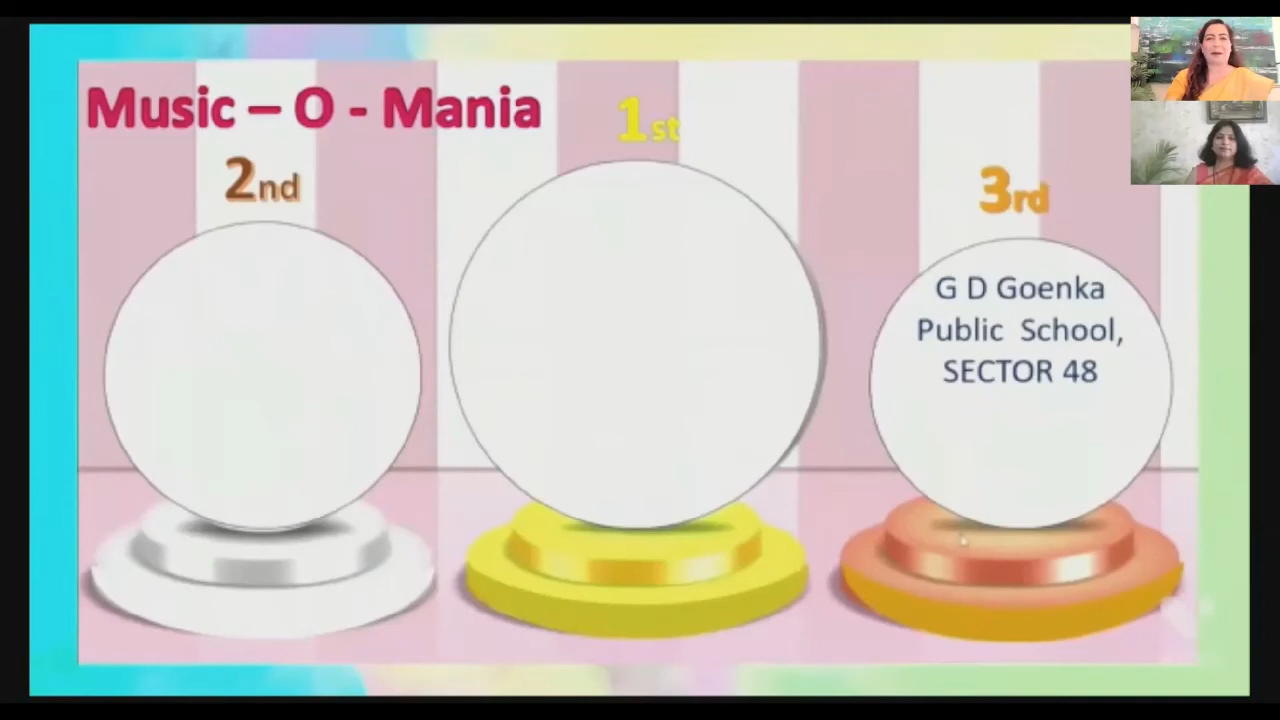 Music – O - Mania
1st
2nd
3rd
G D Goenka
Public School,
SECTOR 48